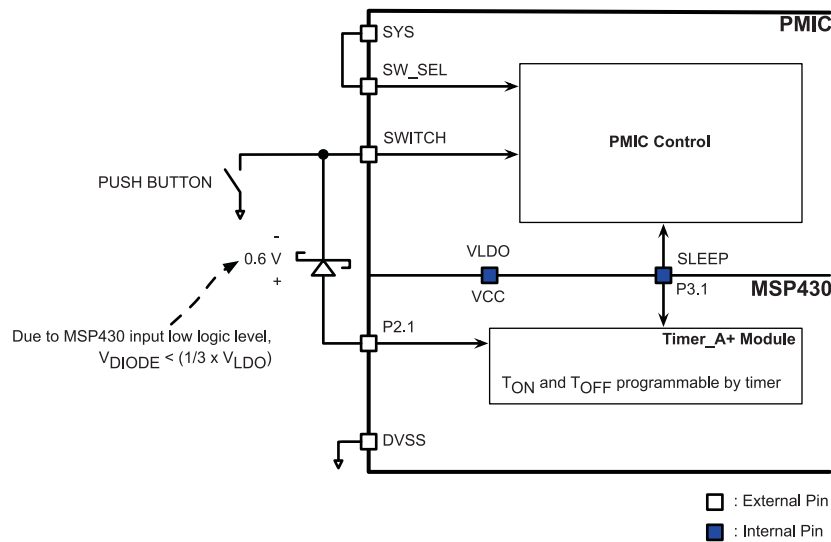 SYS
PMIC
SW_SEL
SWITCH
PMIC Control
PUSH BUTTON
-
0.6 V
+
VLDO
SLEEP
VCC
P3.1
MSP430
Due to MSP430 input low logic level,
VDIODE < (1/3 x VLDO)
P2.1
Timer_A+ Module
TON and TOFF programmable by timer
DVSS
: External Pin
: Internal Pin